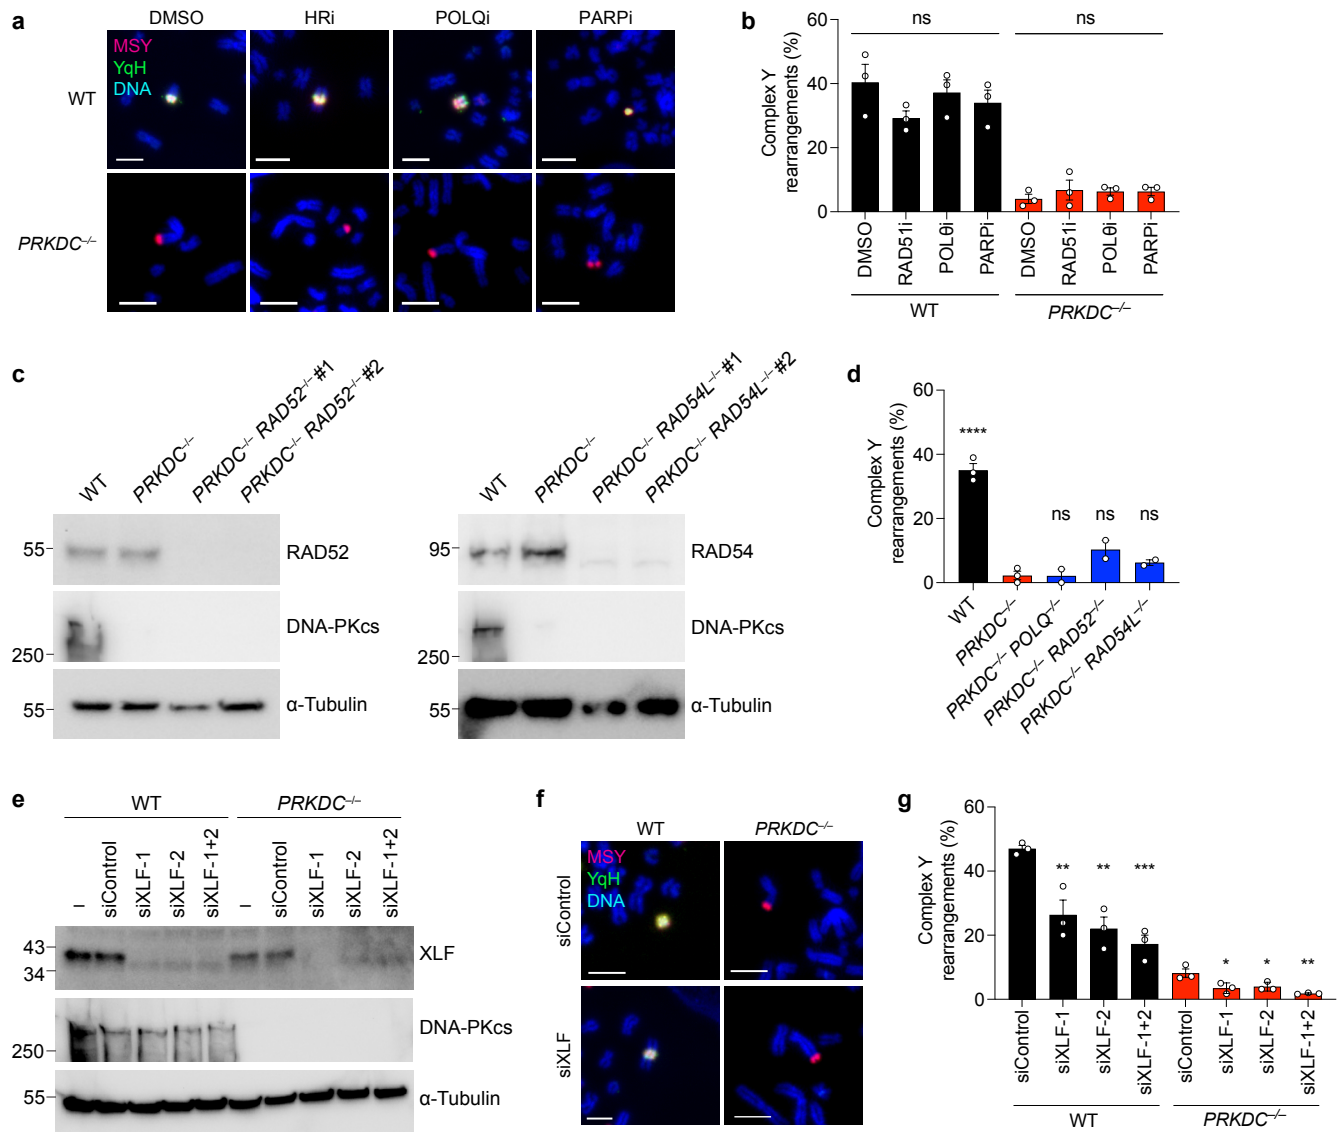 a
DMSO HRi POLQi PARPi
MSY
YqH
DNA
WT
PRKDC–/–
b
Complex Y
rearrangements (%)
60
40
20
0
ns ns
DMSO RAD51i POLθi PARPi DMSO RAD51i POLθi PARPi
WT PRKDC–/–
c
WT PRKDC–/– PRKDC–/– RAD52–/– #1 PRKDC–/– RAD52–/– #2
55 RAD52
DNA-PKcs
250
55 α-Tubulin
WT PRKDC–/– PRKDC–/– RAD54L–/– #1 PRKDC–/– RAD54L–/– #2
95 RAD54
DNA-PKcs
250
55 α-Tubulin
d
Complex Y
rearrangements (%)
60
40
20
0
**** ns ns ns
WT PRKDC–/– PRKDC–/– POLQ–/– PRKDC–/– RAD52–/– PRKDC–/– RAD54L–/–
e
WT PRKDC–/–
– siControl siXLF-1 siXLF-2 siXLF-1+2 – siControl siXLF-1 siXLF-2 siXLF-1+2
43 XLF
34
DNA-PKcs
250
55 α-Tubulin
f
WT PRKDC–/–
MSY
YqH
DNA
siControl
siXLF
g
Complex Y
rearrangements (%)
60
40
20
0
** ** *** * * **
siControl siXLF-1 siXLF-2 siXLF-1+2 siControl siXLF-1 siXLF-2 siXLF-1+2
WT PRKDC–/–